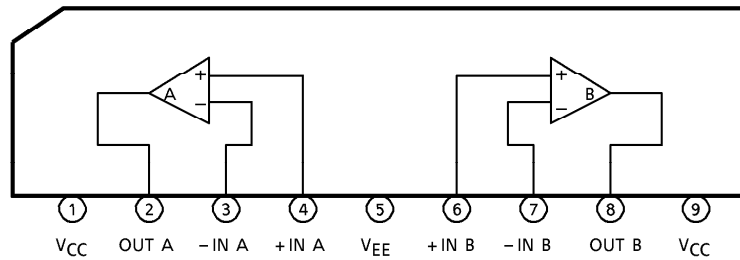 + +
A B
− −
1 2 3 4 5 6 7 8 9
VCC OUT A −IN A +IN A VEE +IN B −IN B OUT B VCC